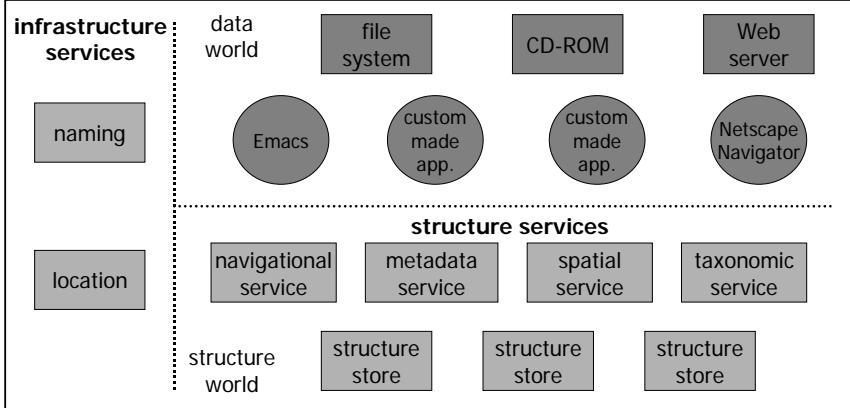 infrastructure
services
naming
location
data
world
file
system
CD-ROM
Web
server
Emacs
custom
made
app.
custom
made
app.
Netscape
Navigator
structure services
navigational
service
metadata
service
spatial
service
taxonomic
service
structure
world
structure
store
structure
store
structure
store